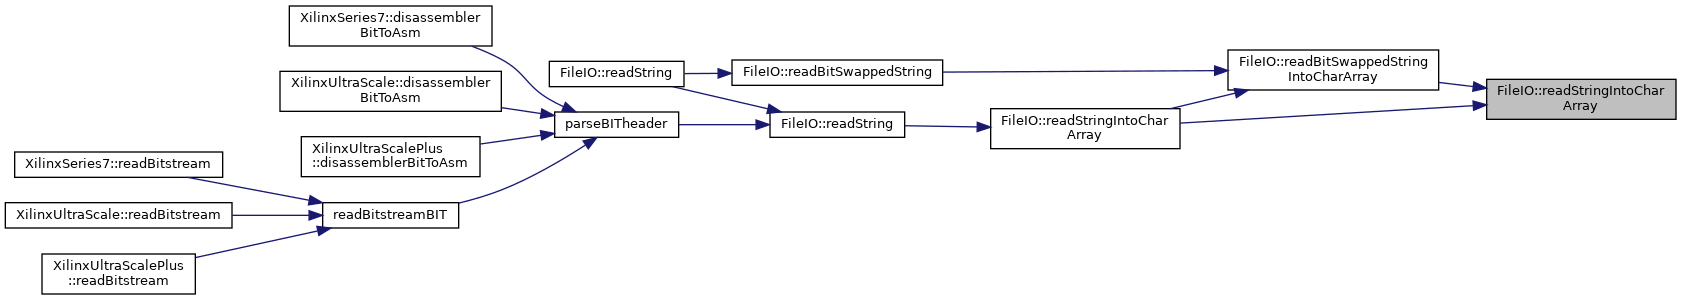 XilinxSeries7::disassembler
BitToAsm
XilinxUltraScale::disassembler
BitToAsm
XilinxUltraScalePlus
::disassemblerBitToAsm
XilinxSeries7::readBitstream
XilinxUltraScale::readBitstream
XilinxUltraScalePlus
::readBitstream
readBitstreamBIT
FileIO::readString
parseBITheader
FileIO::readBitSwappedString
FileIO::readString
FileIO::readStringIntoChar
Array
FileIO::readBitSwappedString
IntoCharArray
FileIO::readStringIntoChar
Array